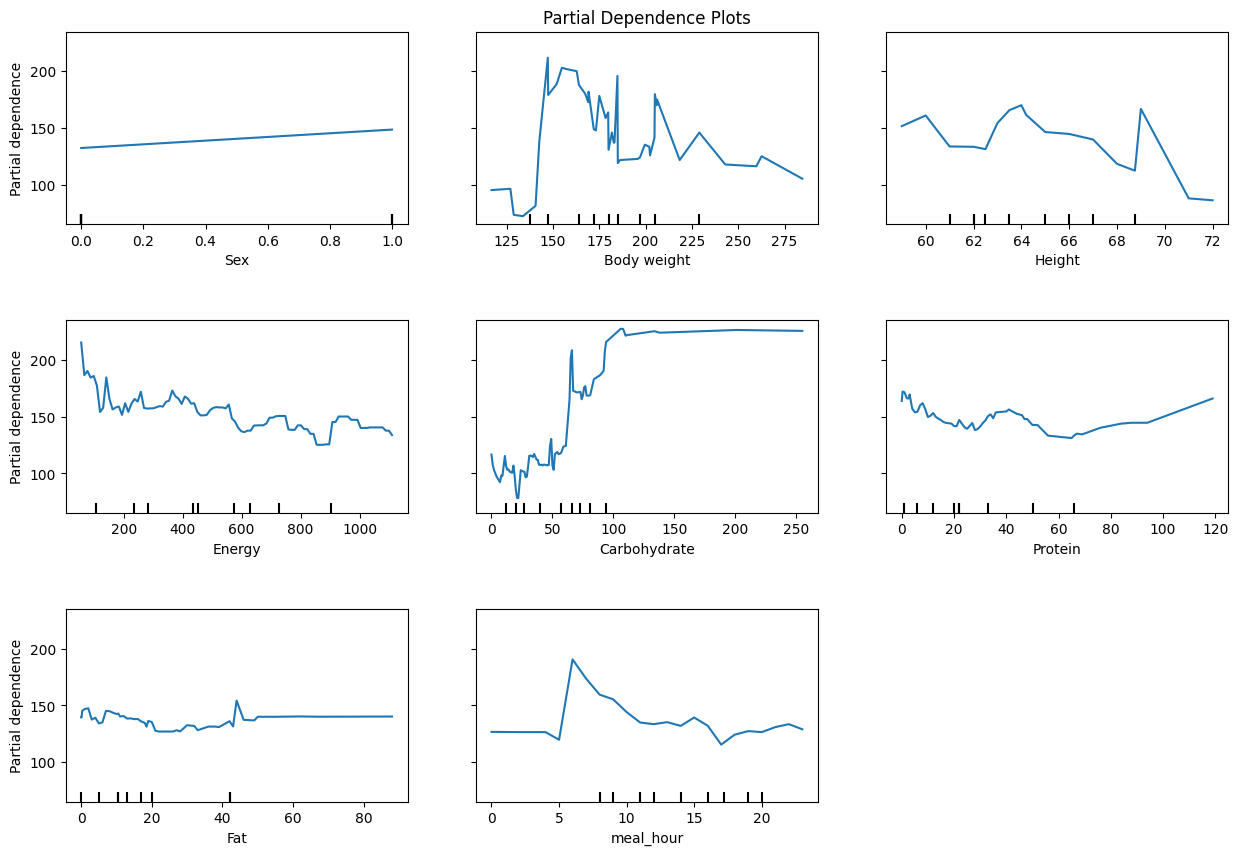 Partial Dependence Plots
Partial dependence
200
150
100
0.0 0.2 0.4 0.6 0.8 1.0
Sex
125 150 175 200 225 250 275
Body weight
60 62 64 66 68 70 72
Height
Partial dependence
200
150
100
200 400 600 800 1000
Energy
0 50 100 150 200 250
Carbohydrate
0 20 40 60 80 100 120
Protein
Partial dependence
200
150
100
0 20 40 60 80
Fat
0 5 10 15 20
meal_hour